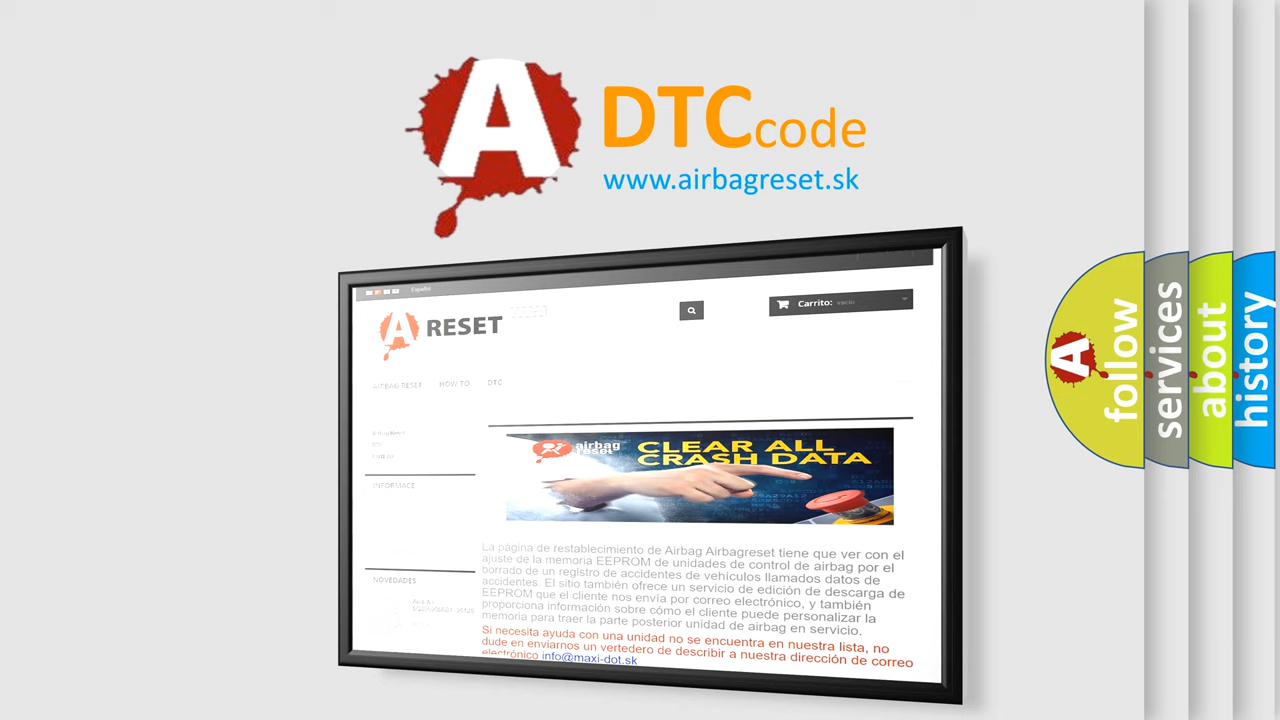 A
DTCcode
www.airbagreset.sk
Español
A RESET
Carrito: vacío
AIRBAG RESET HOW TO DTC
Airbag Reset
INFORMACE
NOVEDADES
airbag
reset
CLEAR ALL
CRASH DATA
La página de restablecimiento de Airbag Airbagreset tiene que ver con el
ajuste de la memoria EEPROM de unidades de control de airbag por el
borrado de un registro de accidentes de vehículos llamados datos de
accidentes. El sitio también ofrece un servicio de edición de descarga de
EEPROM que el cliente nos envía por correo electrónico, y también
proporciona información sobre cómo el cliente puede personalizar la
memoria para traer la parte posterior unidad de airbag en servicio.
Si necesita ayuda con una unidad no se encuentra en nuestra lista, no
dude en enviarnos un vertedero de describir a nuestra dirección de correo
electrónico info@maxi-dot.sk
A
follow
services
about
history